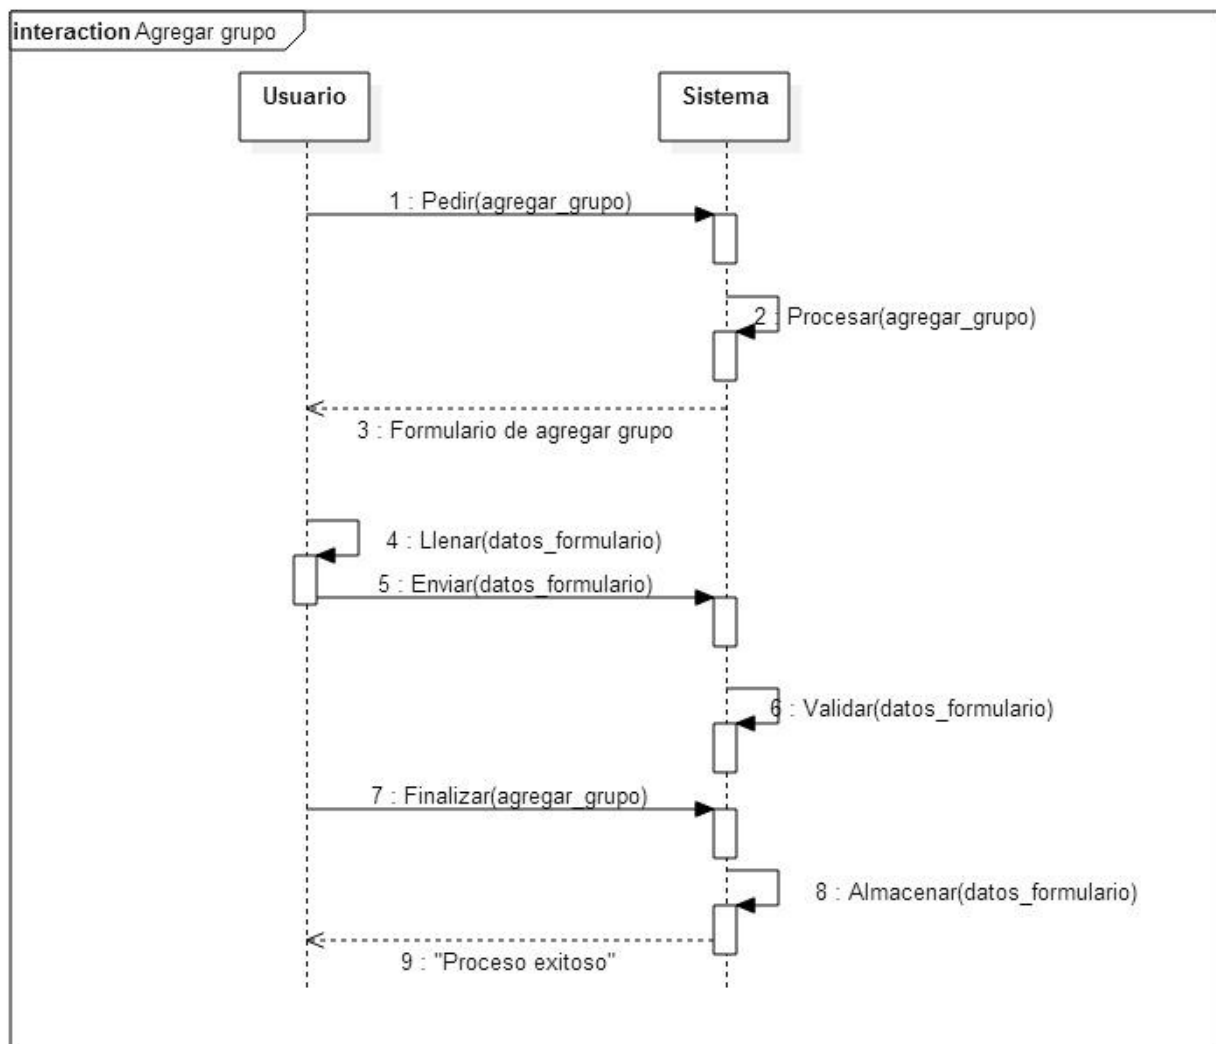 interaction Agregar grupo
Usuario
Sistema
1 : Pedir(agregar_grupo)
2 : Procesar(agregar_grupo)
3 : Formulario de agregar grupo
4 : Llenar(datos_formulario)
5 : Enviar(datos_formulario)
6 : Validar(datos_formulario)
7 : Finalizar(agregar_grupo)
8 : Almacenar(datos_formulario)
9 : "Proceso exitoso"